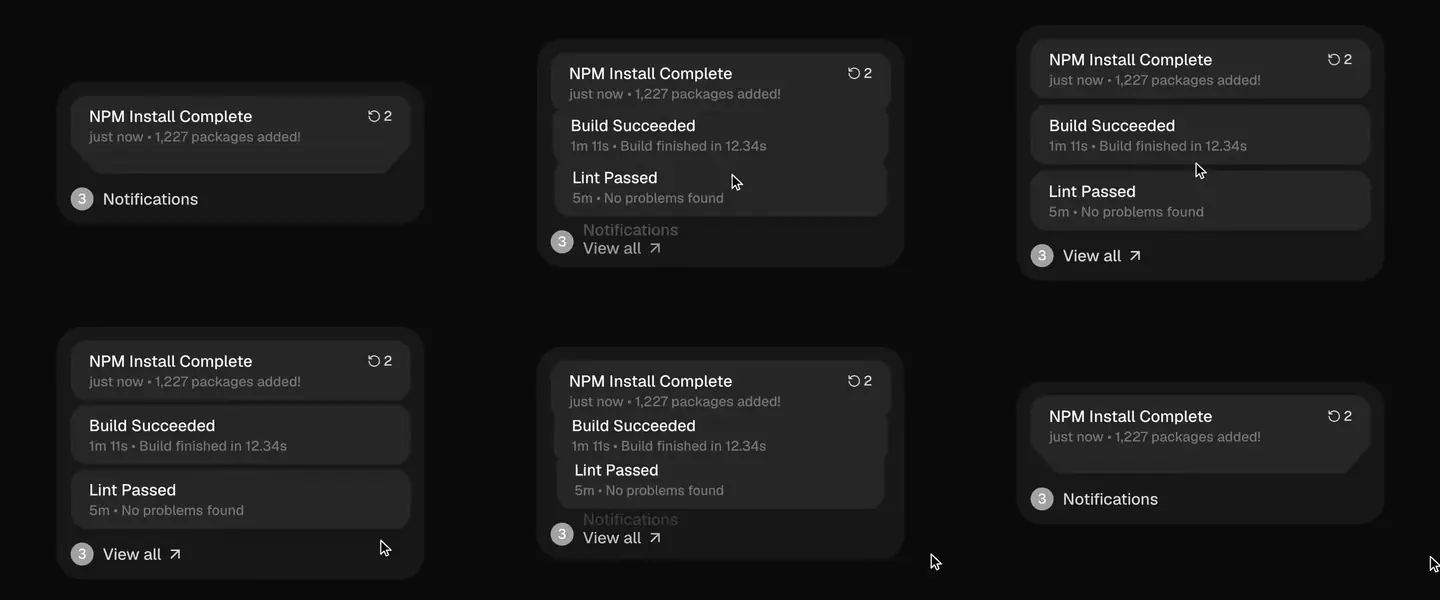 NPM Install Complete 2
just now • 1,227 packages added!
3 Notifications
NPM Install Complete 2
just now • 1,227 packages added!
Build Succeeded
1m 11s • Build finished in 12.34s
Lint Passed
5m • No problems found
Notifications
3 View all
NPM Install Complete 2
just now • 1,227 packages added!
Build Succeeded
1m 11s • Build finished in 12.34s
Lint Passed
5m • No problems found
3 View all
NPM Install Complete 2
just now • 1,227 packages added!
Build Succeeded
1m 11s • Build finished in 12.34s
Lint Passed
5m • No problems found
3 View all
NPM Install Complete 2
just now • 1,227 packages added!
Build Succeeded
1m 11s • Build finished in 12.34s
Lint Passed
5m • No problems found
Notifications
3 View all
NPM Install Complete 2
just now • 1,227 packages added!
3 Notifications